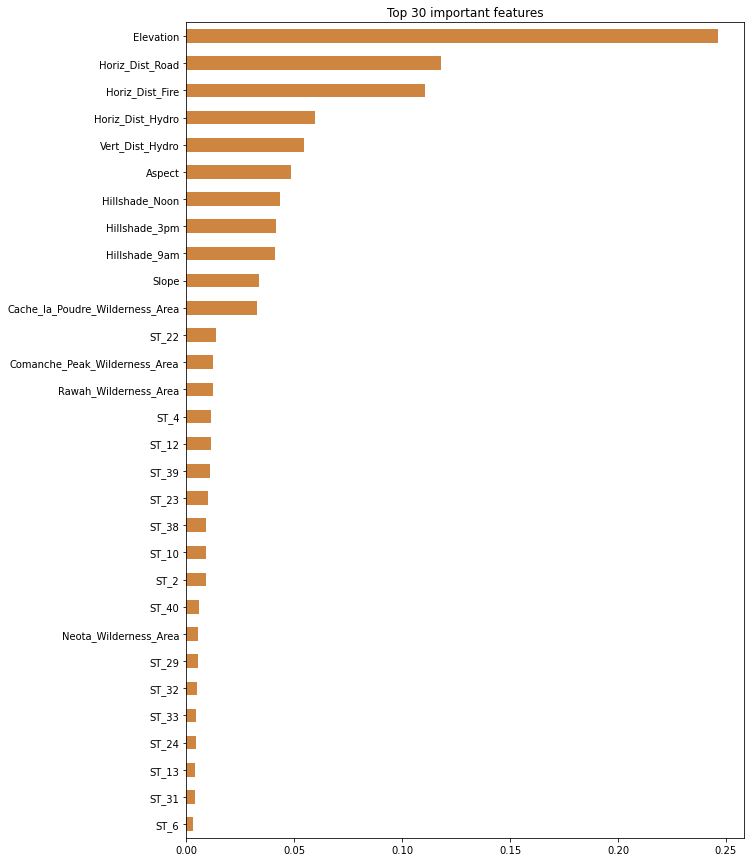 Top 30 important features
Elevation
Horiz_Dist_Road
Horiz_Dist_Fire
Horiz_Dist_Hydro
Vert_Dist_Hydro
Aspect
Hillshade_Noon
Hillshade_3pm
Hillshade_9am
Slope
Cache_la_Poudre_Wilderness_Area
ST_22
Comanche_Peak_Wilderness_Area
Rawah_Wilderness_Area
ST_4
ST_12
ST_39
ST_23
ST_38
ST_10
ST_2
ST_40
Neota_Wilderness_Area
ST_29
ST_32
ST_33
ST_24
ST_13
ST_31
ST_6
0.00 0.05 0.10 0.15 0.20 0.25